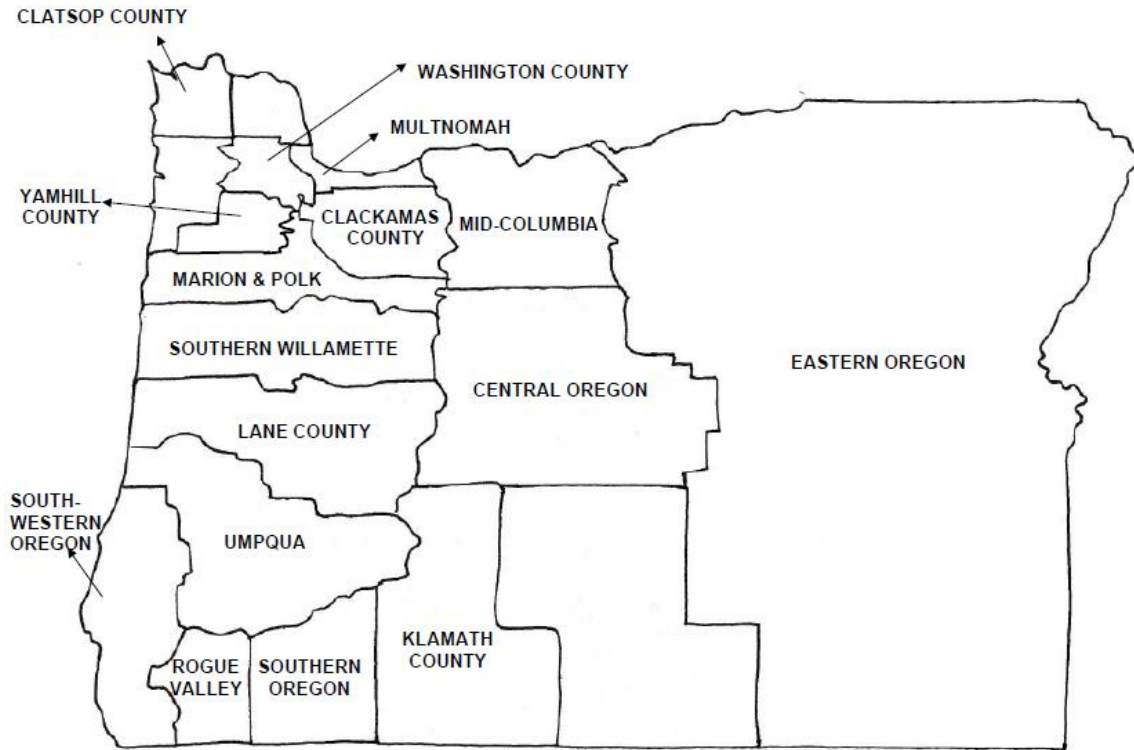 CLATSOP COUNTY
WASHINGTON COUNTY
MULTNOMAH
YAMHILL
COUNTY
CLACKAMAS
COUNTY
MID-COLUMBIA
MARION & POLK
SOUTHERN WILLAMETTE
EASTERN OREGON
CENTRAL OREGON
LANE COUNTY
SOUTH-
WESTERN
OREGON
UMPQUA
KLAMATH
COUNTY
ROGUE
VALLEY
SOUTHERN
OREGON